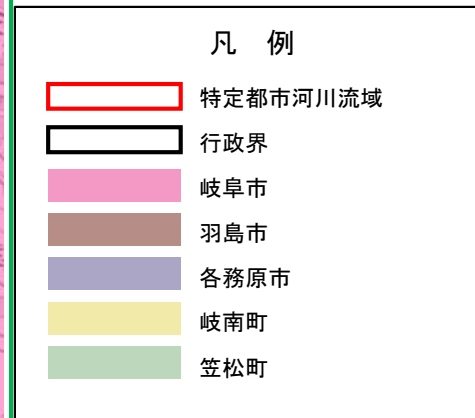 凡 例
特定都市河川流域
行政界
岐阜市
羽島市
各務原市
岐南町
笠松町